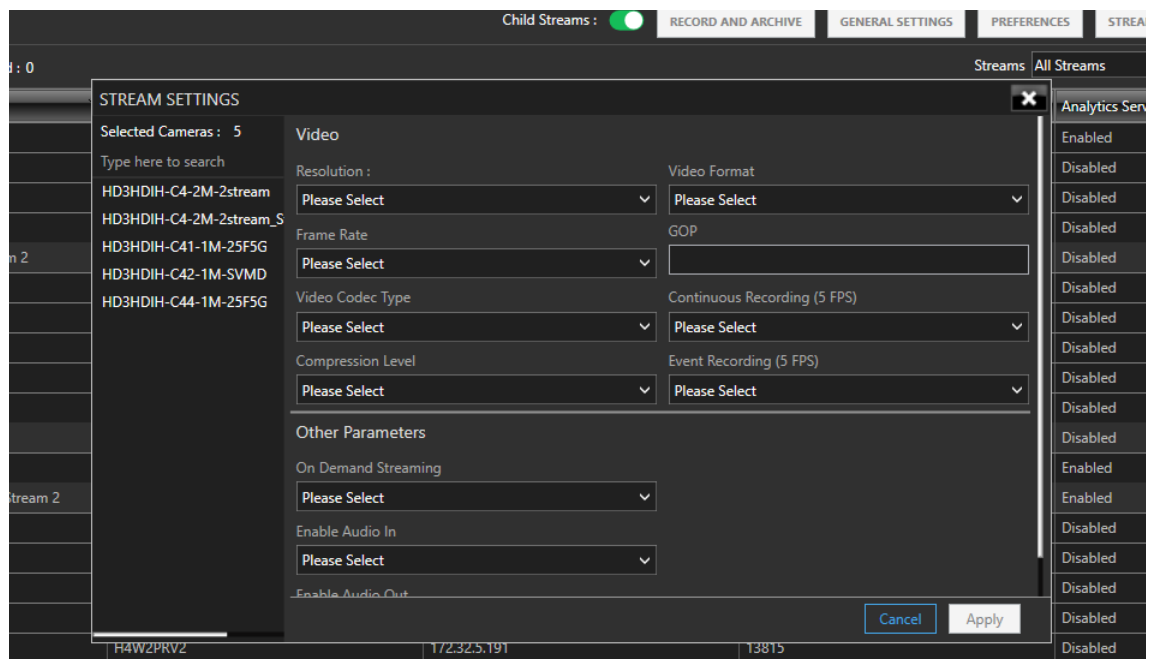 Child Streams :
RECORD AND ARCHIVE
GENERAL SETTINGS
PREFERENCES
: 0
Streams
All Streams
STREAM SETTINGS
Selected Cameras : 5
Type here to search
HD3HDIH-C4-2M-2stream
HD3HDIH-C4-2M-2stream_S
HD3HDIH-C41-1M-25F5G
HD3HDIH-C42-1M-SVMD
HD3HDIH-C44-1M-25F5G
Video
Resolution :
Please Select
Video Format
Please Select
Frame Rate
Please Select
GOP
Video Codec Type
Please Select
Continuous Recording (5 FPS)
Please Select
Compression Level
Please Select
Event Recording (5 FPS)
Please Select
Other Parameters
On Demand Streaming
Please Select
Enable Audio In
Please Select
Enable Audio Out
Cancel
Apply
2
Stream 2
Analytics Serv
Enabled
Disabled
Disabled
Disabled
Disabled
Disabled
Disabled
Disabled
Disabled
Disabled
Disabled
Enabled
Enabled
Disabled
Disabled
Disabled
Disabled
Disabled
H4W2PRV2
172.32.5.191
13815